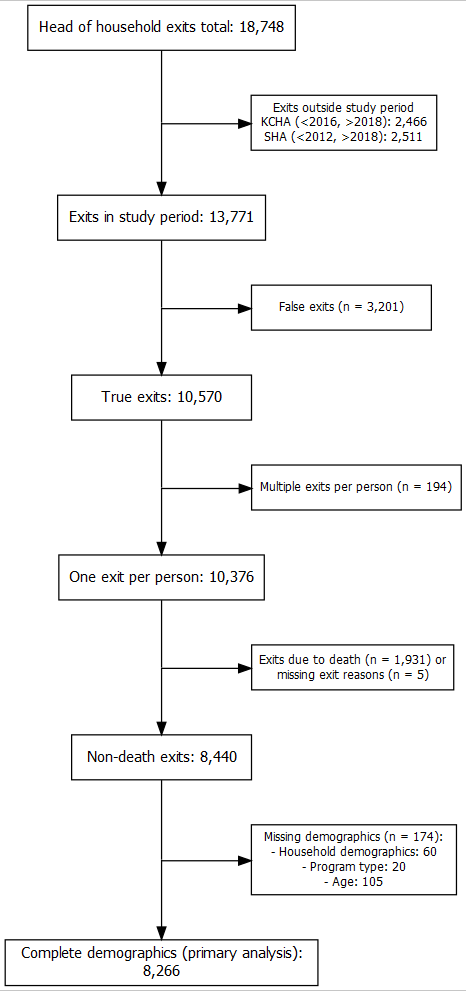 Head of household exits total: 18,748
Exits outside study period
KCHA (<2016, >2018): 2,466
SHA (<2012, >2018): 2,511
Exits in study period: 13,771
False exits (n = 3,201)
True exits: 10,570
Multiple exits per person (n = 194)
One exit per person: 10,376
Exits due to death (n = 1,931) or
missing exit reasons (n = 5)
Non-death exits: 8,440
Missing demographics (n = 174):
- Household demographics: 60
- Program type: 20
- Age: 105
Complete demographics (primary analysis):
8,266